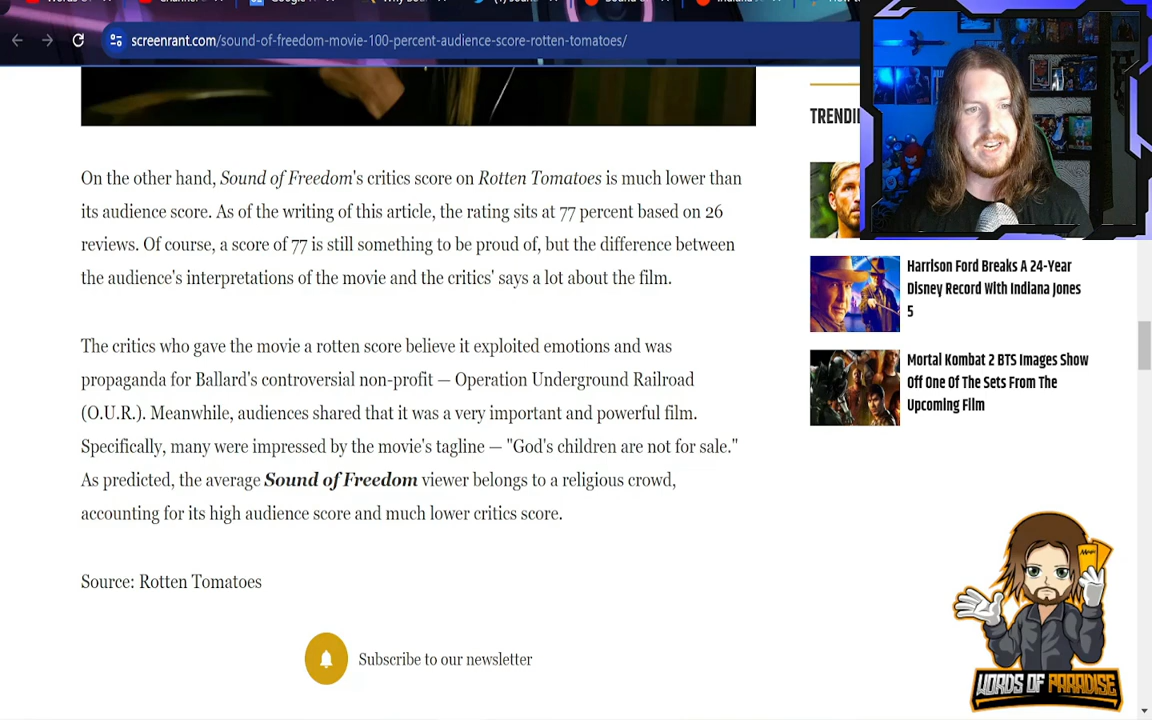 screenrant.com/sound-of-freedom-movie-100-percent-audience-score-rotten-tomatoes/
On the other hand, Sound of Freedom's critics score on Rotten Tomatoes is much lower than
its audience score. As of the writing of this article, the rating sits at 77 percent based on 26
reviews. Of course, a score of 77 is still something to be proud of, but the difference between
the audience's interpretations of the movie and the critics' says a lot about the film.
The critics who gave the movie a rotten score believe it exploited emotions and was
propaganda for Ballard's controversial non-profit — Operation Underground Railroad
(O.U.R.). Meanwhile, audiences shared that it was a very important and powerful film.
Specifically, many were impressed by the movie's tagline — "God's children are not for sale."
As predicted, the average Sound of Freedom viewer belongs to a religious crowd,
accounting for its high audience score and much lower critics score.
Source: Rotten Tomatoes
Subscribe to our newsletter
TRENDI
Harrison Ford Breaks A 24-Year
Disney Record With Indiana Jones
5
Mortal Kombat 2 BTS Images Show
Off One Of The Sets From The
Upcoming Film
WORDS OF PARADISE